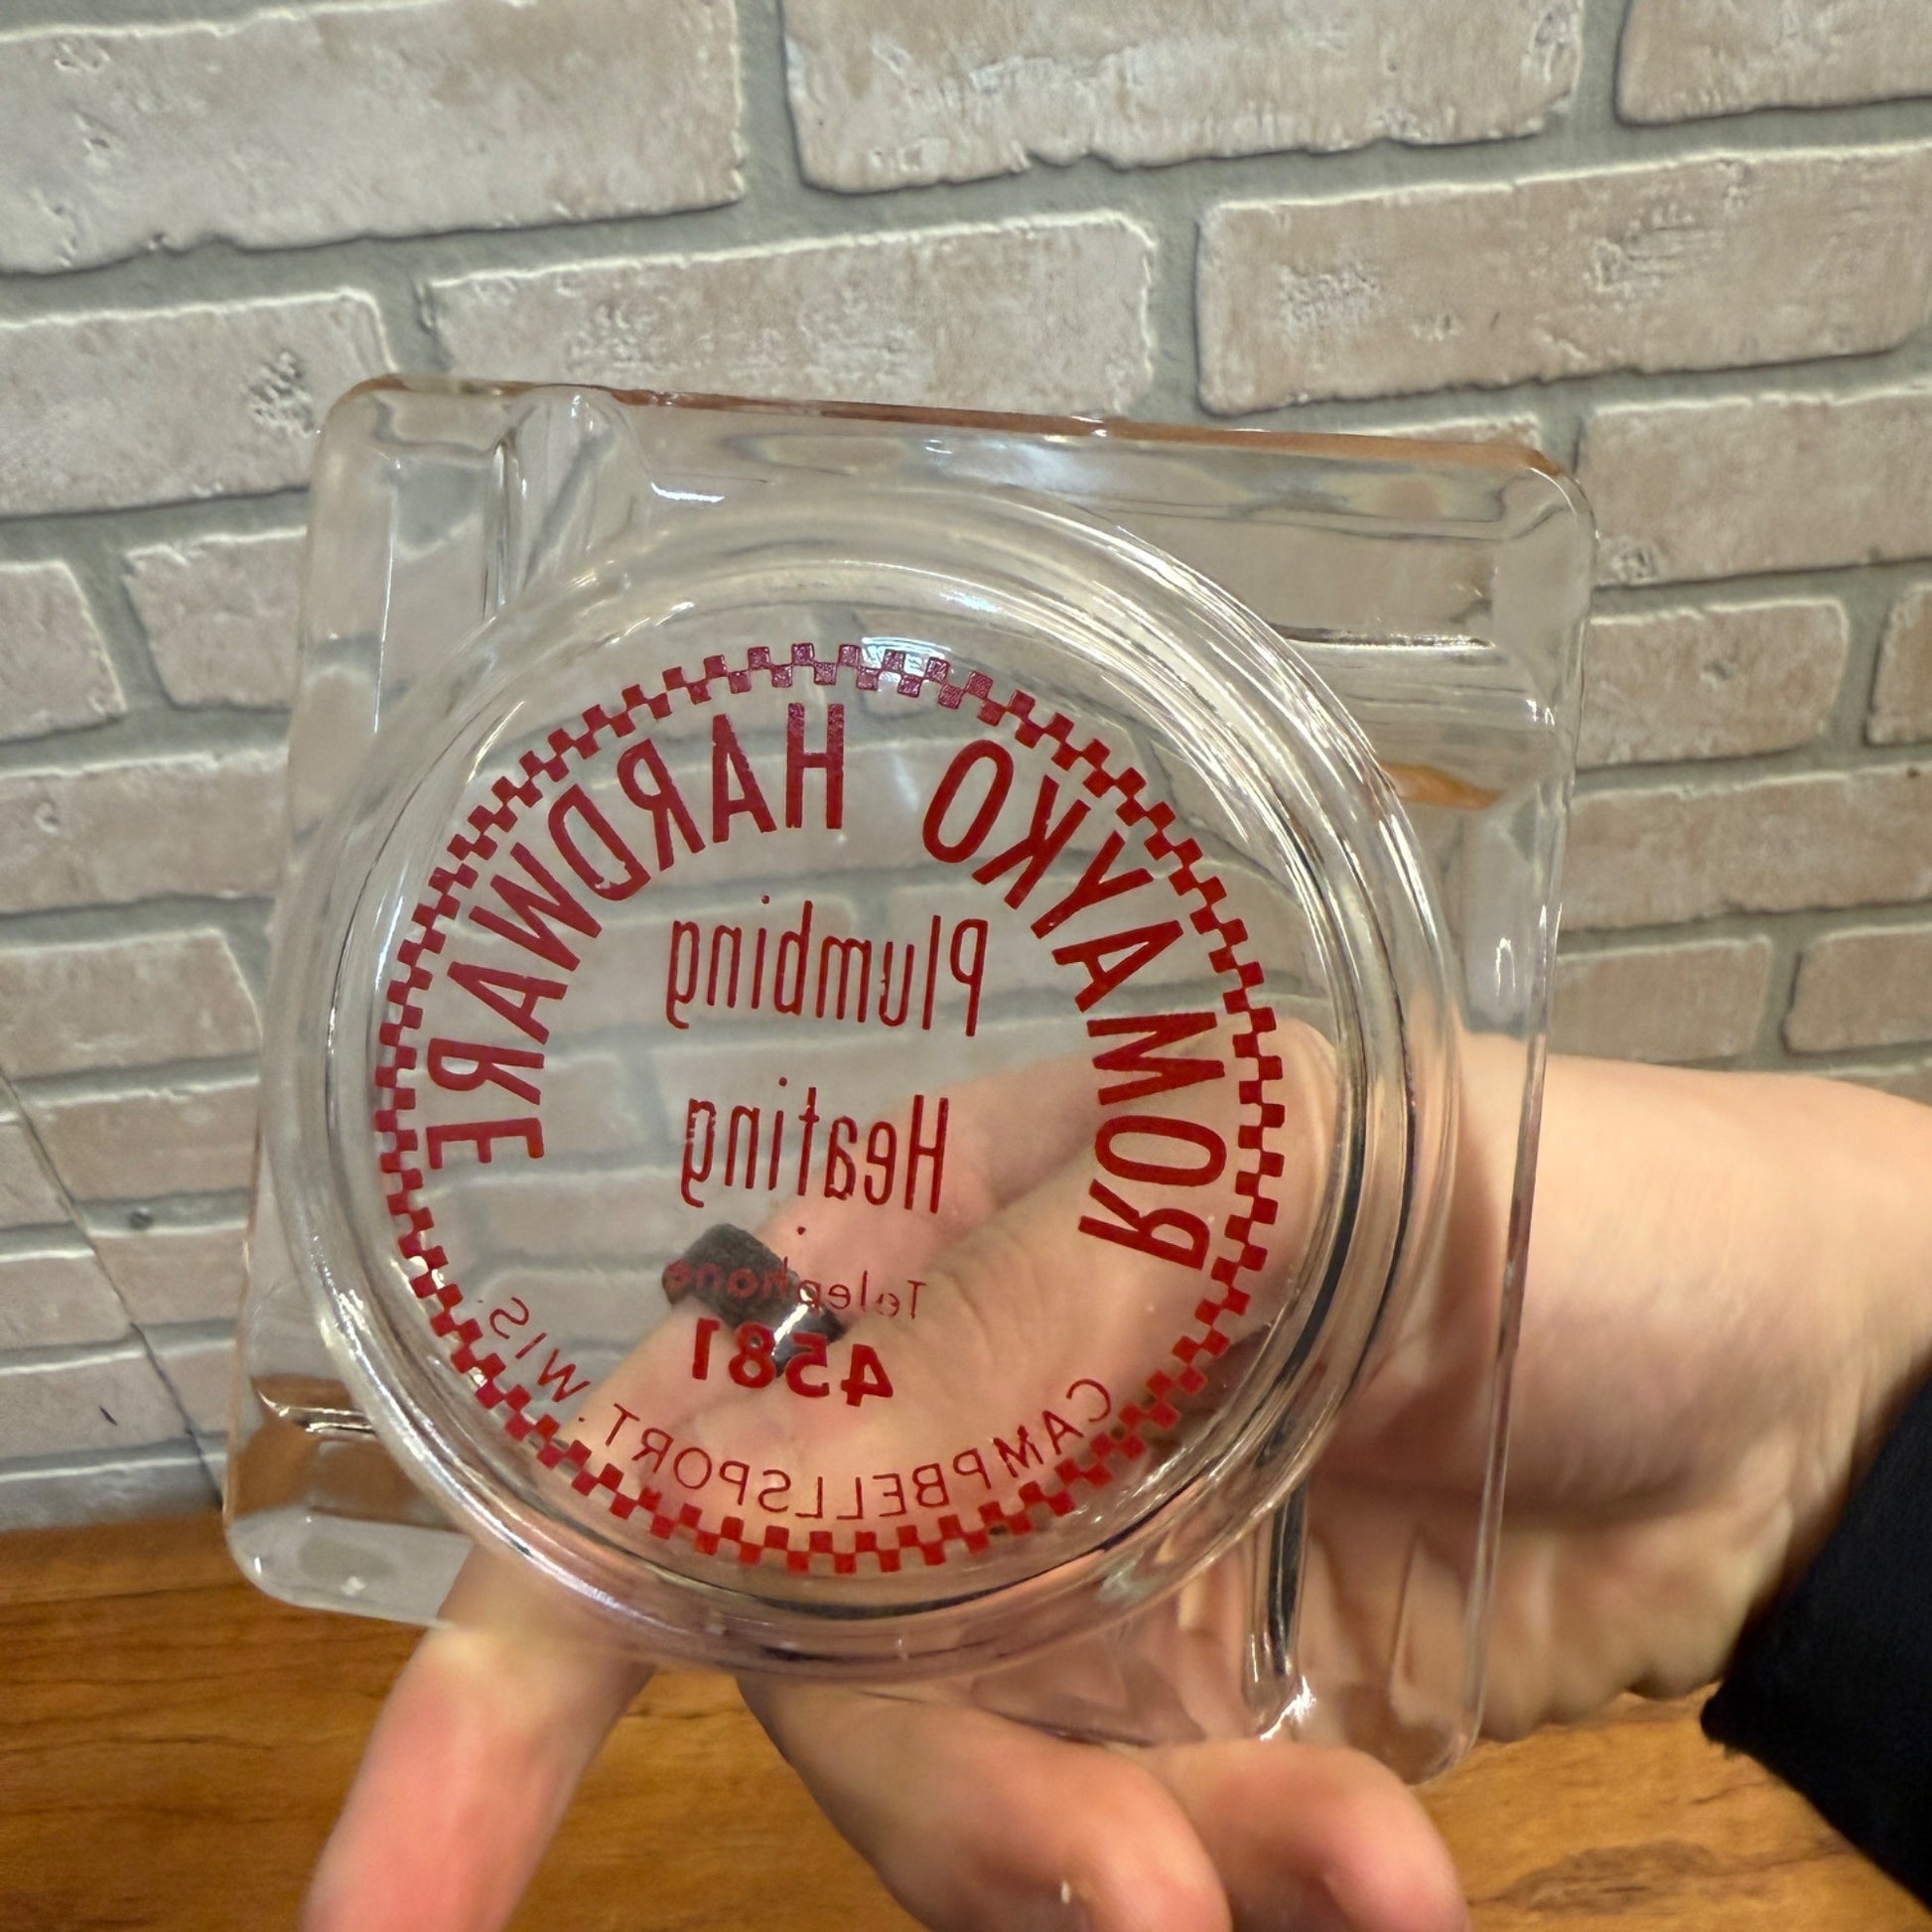 ROMAYKO HARDWARE
Plumbing
Heating
Telephone
4581
CAMPBELLSPORT, WIS.